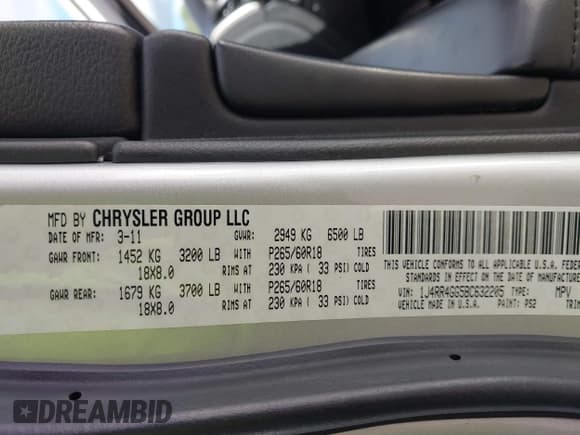 MFD BY CHRYSLER GROUP LLC
DATE OF MFR: 3-11 GVWR: 2949 KG 6500 LB
GAWR FRONT: 1452 KG 3200 LB P265/60R18 TIRES
18X8.0 RIMS AT 230 KPA ( 33 PSI) COLD
GAWR REAR: 1679 KG 3700 LB P265/60R18 TIRES
18X8.0 RIMS AT 230 KPA ( 33 PSI) COLD
THIS VEHICLE CONFORMS TO ALL APPLICABLE U.S.A. FEDER
STANDARDS IN EFFECT ON THE DATE OF MANUFAC
VIN: 1J4RR4GG5BC632205 TYPE: MPV
VEHICLE MADE IN U.S.A. PAINT: PS2 TRIM
DREAMBID